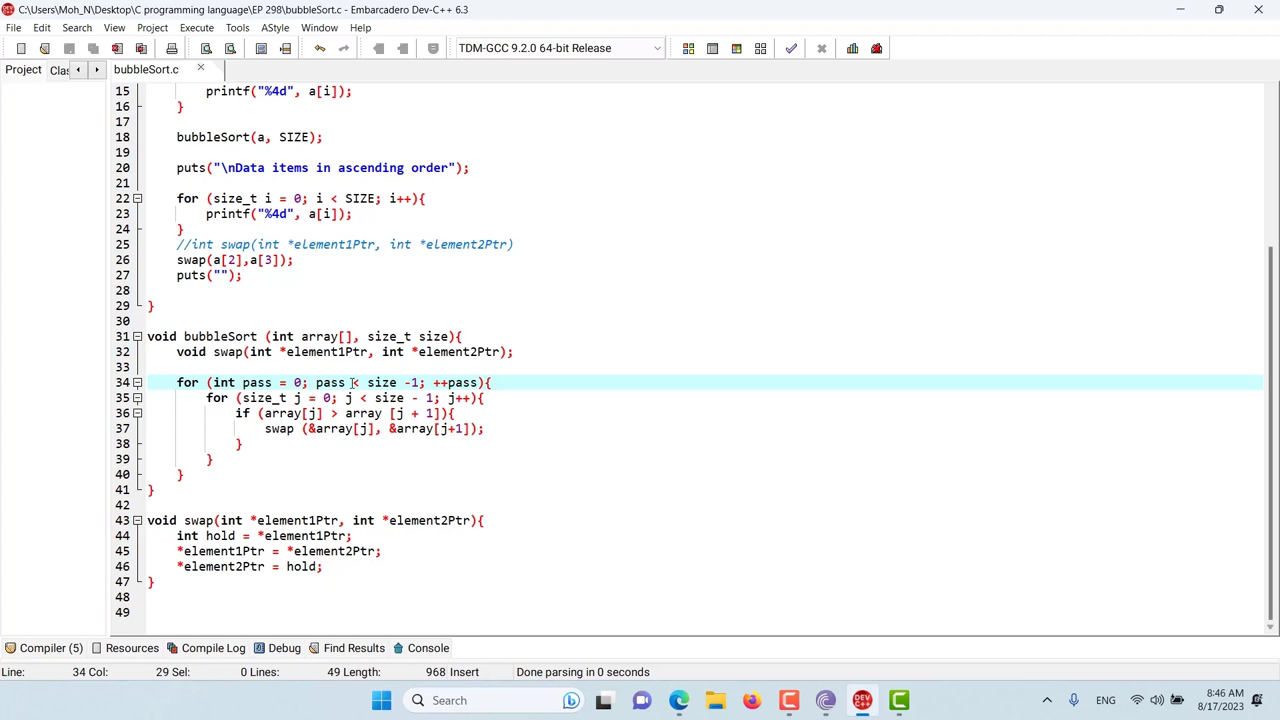 C:\Users\Moh_N\Desktop\C programming language\EP 298\bubbleSort.c - Embarcadero Dev-C++ 6.3
File Edit Search View Project Execute Tools AStyle Window Help
TDM-GCC 9.2.0 64-bit Release
Project Clas bubbleSort.c
15 printf("%4d", a[i]);
16 }
17
18 bubbleSort(a, SIZE);
19
20 puts("\nData items in ascending order");
21
22 for (size_t i = 0; i < SIZE; i++){
23 printf("%4d", a[i]);
24 }
25 //int swap(int *element1Ptr, int *element2Ptr)
26 swap(a[2],a[3]);
27 puts("");
28
29 }
30
31 void bubbleSort (int array[], size_t size){
32 void swap(int *element1Ptr, int *element2Ptr);
33
34 for (int pass = 0; pass < size -1; ++pass){
35 for (size_t j = 0; j < size - 1; j++){
36 if (array[j] > array [j + 1]){
37 swap (&array[j], &array[j+1]);
38 }
39 }
40 }
41 }
42
43 void swap(int *element1Ptr, int *element2Ptr){
44 int hold = *element1Ptr;
45 *element1Ptr = *element2Ptr;
46 *element2Ptr = hold;
47 }
48
49
Compiler (5) Resources Compile Log Debug Find Results Console
Line: 34 Col: 29 Sel: 0 Lines: 49 Length: 968 Insert Done parsing in 0 seconds
Search
DEV C++
ENG
8:46 AM
8/17/2023